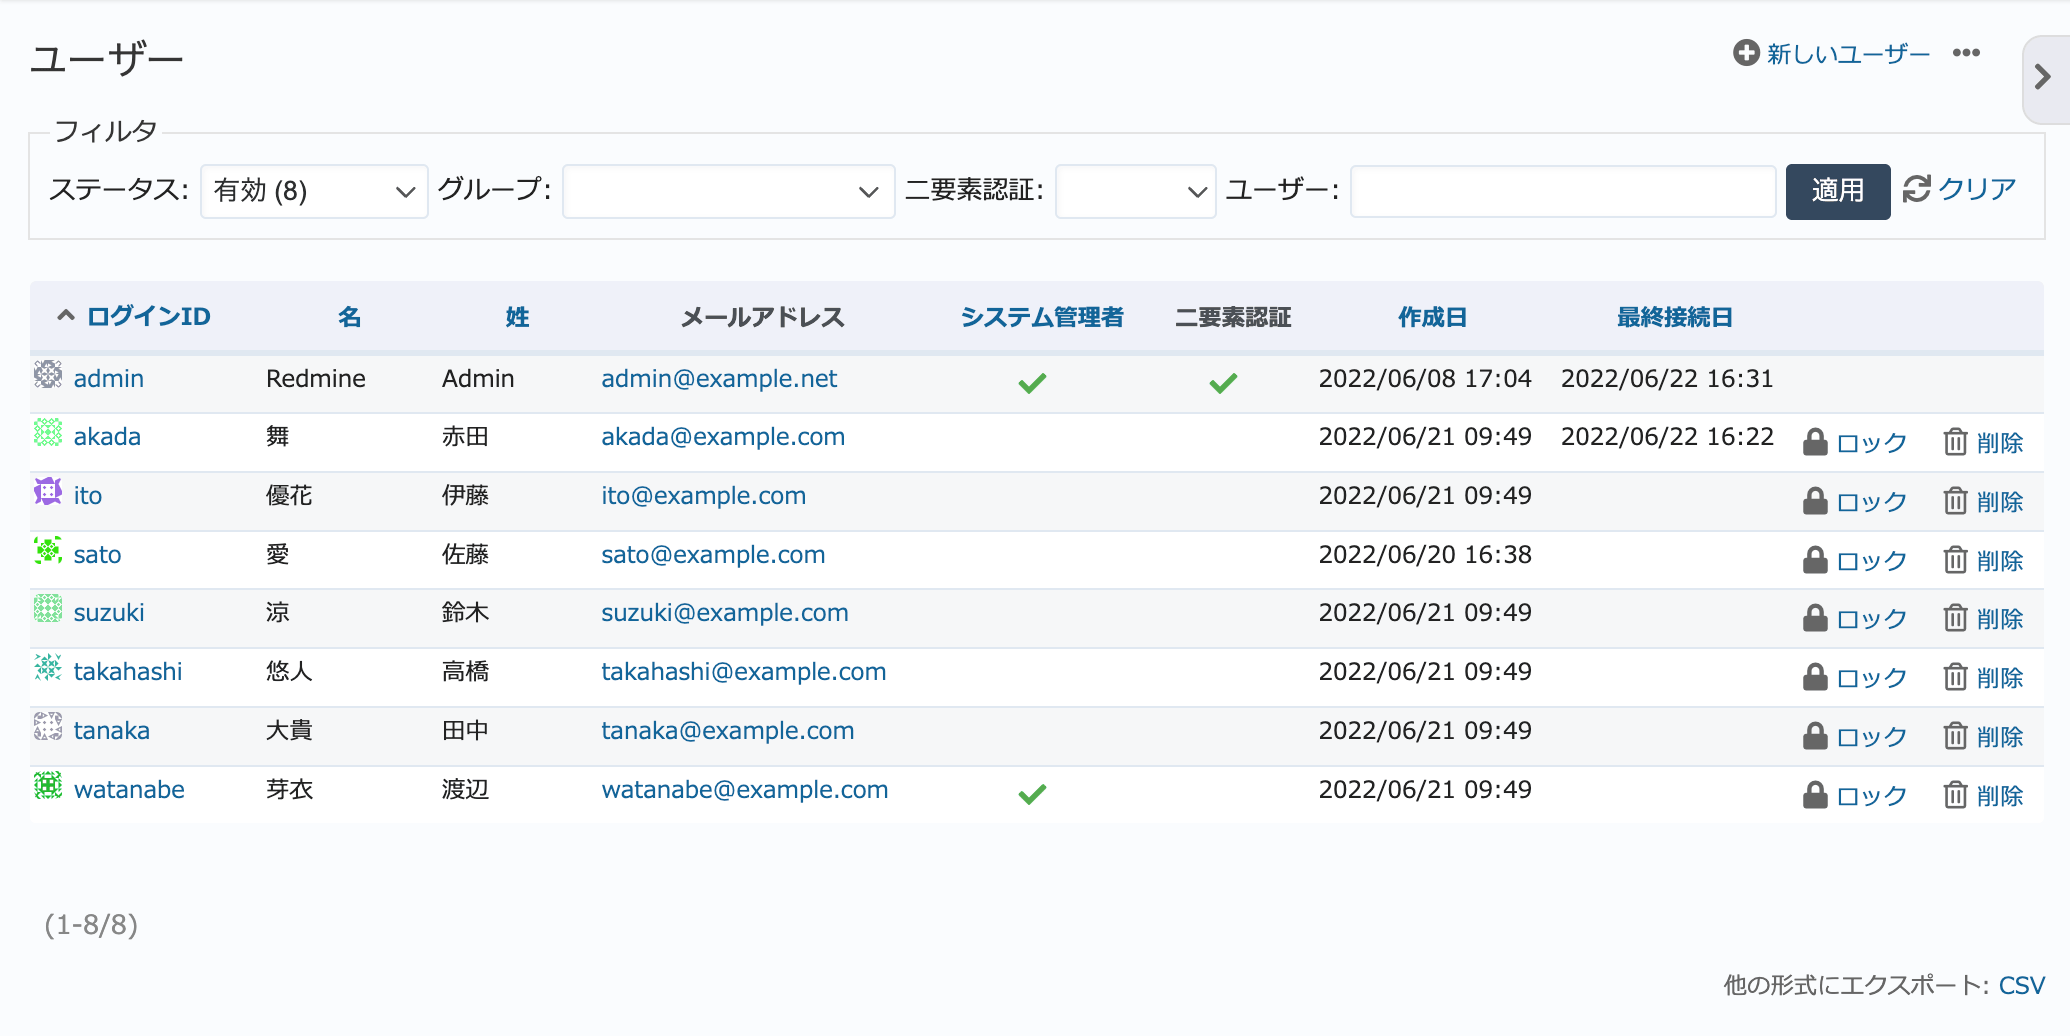 ユーザー
新しいユーザー
フィルタ
ステータス: 有効 (8) グループ: 二要素認証: ユーザー: 適用 クリア
ログインID 名 姓 メールアドレス システム管理者 二要素認証 作成日 最終接続日
admin Redmine Admin admin@example.net 2022/06/08 17:04 2022/06/22 16:31
akada 舞 赤田 akada@example.com 2022/06/21 09:49 2022/06/22 16:22 ロック 削除
ito 優花 伊藤 ito@example.com 2022/06/21 09:49 ロック 削除
sato 愛 佐藤 sato@example.com 2022/06/20 16:38 ロック 削除
suzuki 涼 鈴木 suzuki@example.com 2022/06/21 09:49 ロック 削除
takahashi 悠人 高橋 takahashi@example.com 2022/06/21 09:49 ロック 削除
tanaka 大貴 田中 tanaka@example.com 2022/06/21 09:49 ロック 削除
watanabe 芽衣 渡辺 watanabe@example.com 2022/06/21 09:49 ロック 削除
(1-8/8)
他の形式にエクスポート: CSV